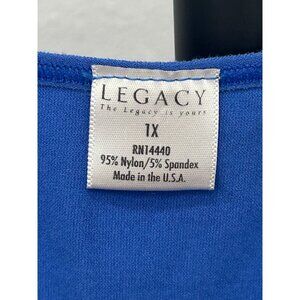 LEGACY
The Legacy is yours
1X
RN14440
95% Nylon/5% Spandex
Made in the U.S.A.